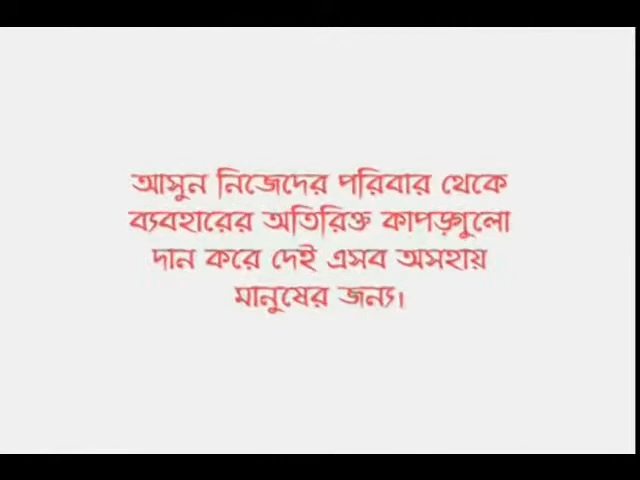 আসুন নিজেদের পরিবার থেকে
ব্যবহারের অতিরিক্ত কাপড়গুলো
দান করে দেই এসব অসহায়
মানুষের জন্য।